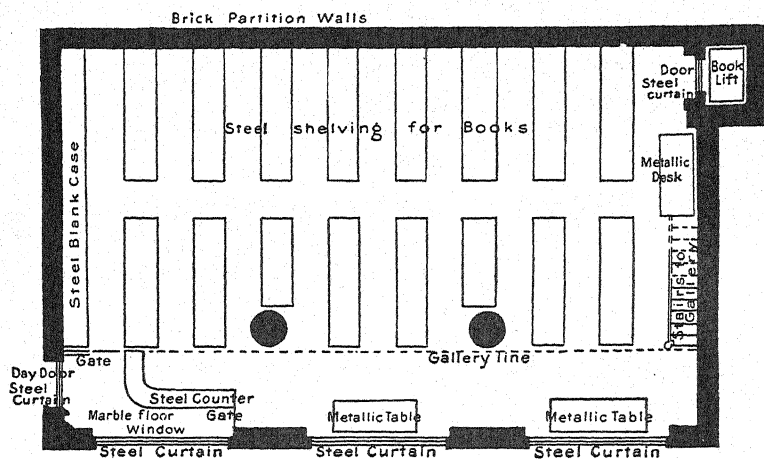 Brick Partition Walls
Door
Steel
curtain
Book
Lift
Steel shelving for Books
Metallic
Desk
Steel Blank Case
Stairs to
Gallery
Gate
Gallery line
Day Door
Steel
Curtain
Steel Counter
Marble floor
Gate
Window
Metallic Table
Metallic Table
Steel Curtain
Steel Curtain
Steel Curtain